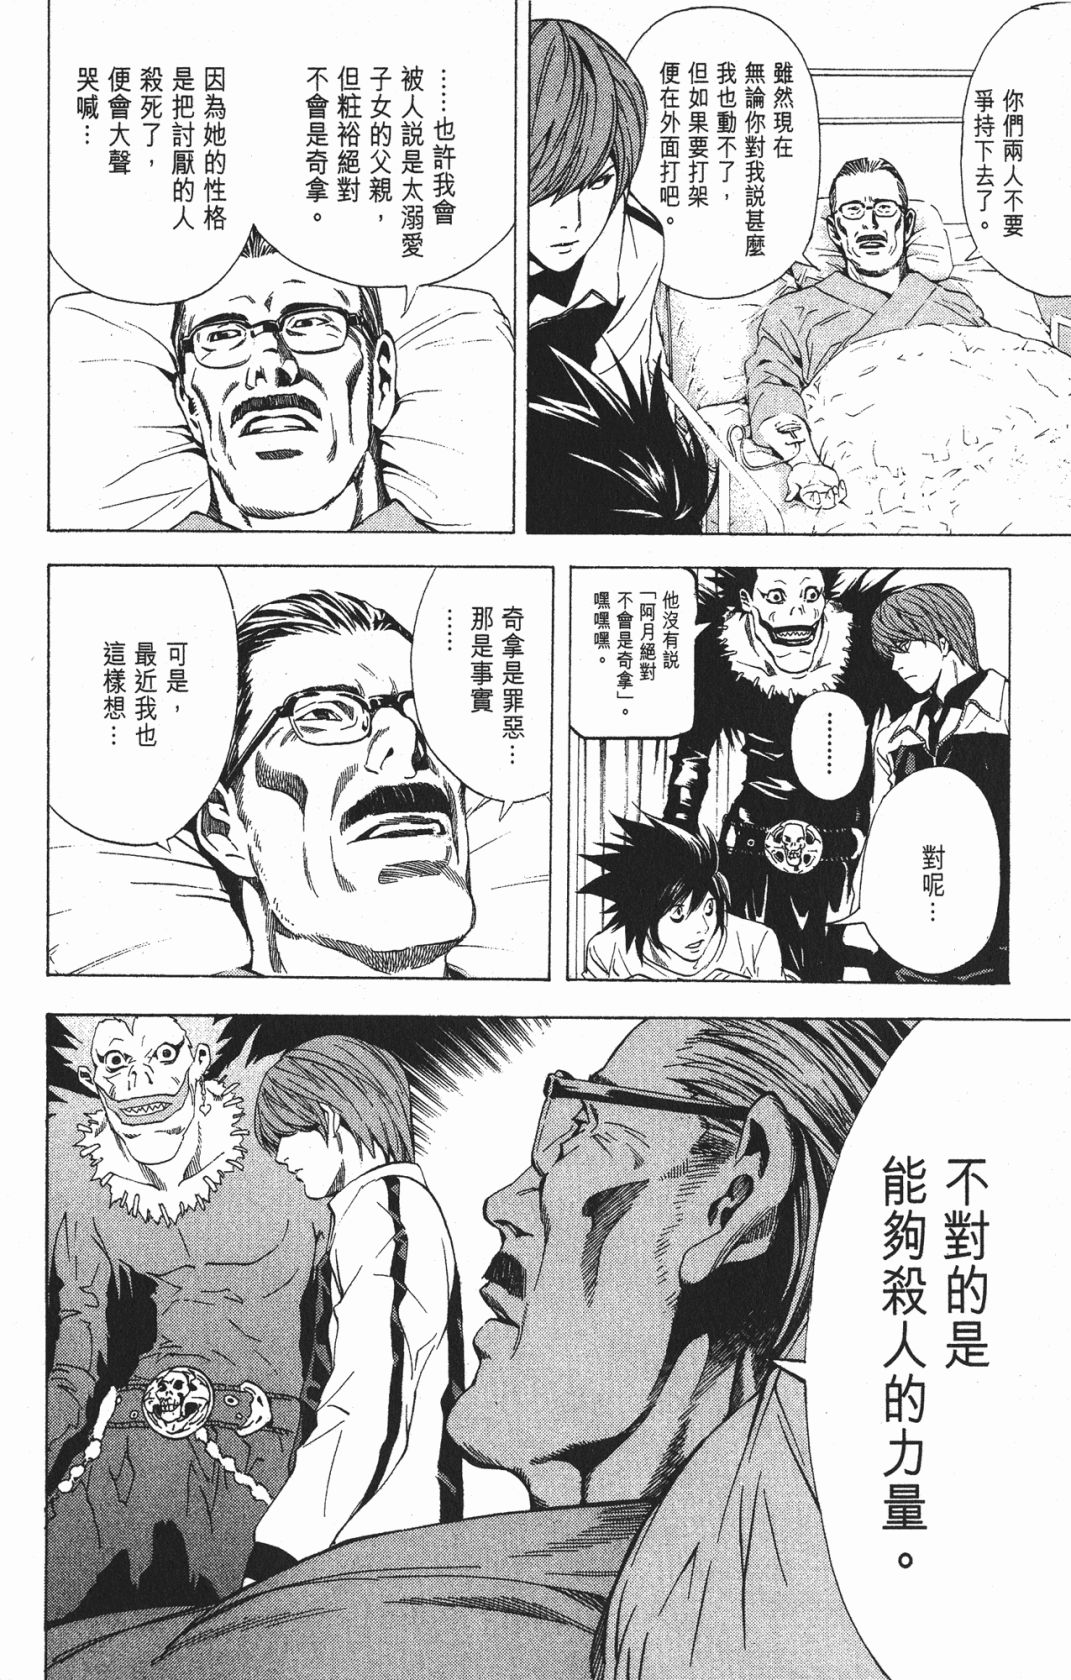 你們兩人不要
爭持下去了。
雖然現在
無論你對我說甚麼
我也動不了，
但如果要打架
便在外面打吧。
……也許我會
被人說是太溺愛
子女的父親，
但粧裕絕對
不會是奇拿。
因為她的性格
是把討厭的人
殺死了，
便會大聲
哭喊…
他沒有說
「阿月絕對
不會是奇拿」。
嘿嘿嘿。
………
對呢…
奇拿是罪惡…
那是事實
……
可是，
最近我也
這樣想…
不對的是
能夠殺人的力量。